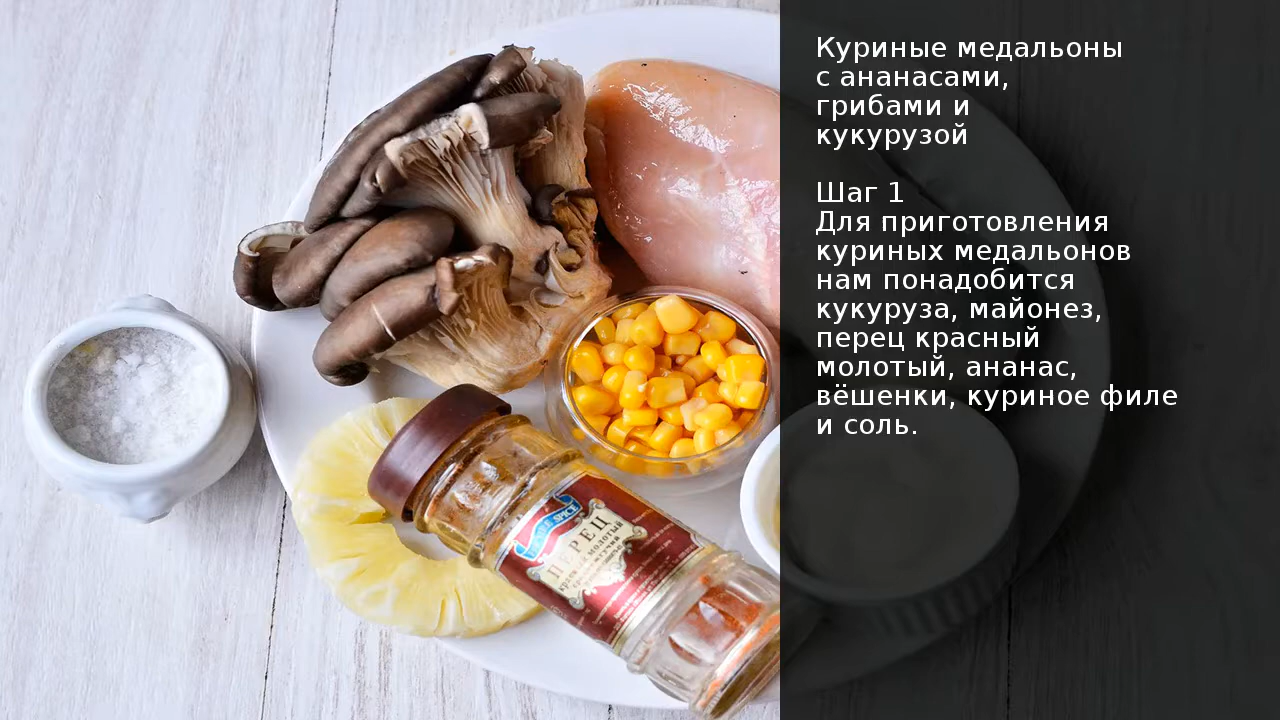 Куриные медальоны
с ананасами,
грибами и
кукурузой
Шаг 1
Для приготовления
куриных медальонов
нам понадобится
кукуруза, майонез,
перец красный
молотый, ананас,
вёшенки, куриное филе
и соль.
SPICE
ПЕРЕЦ